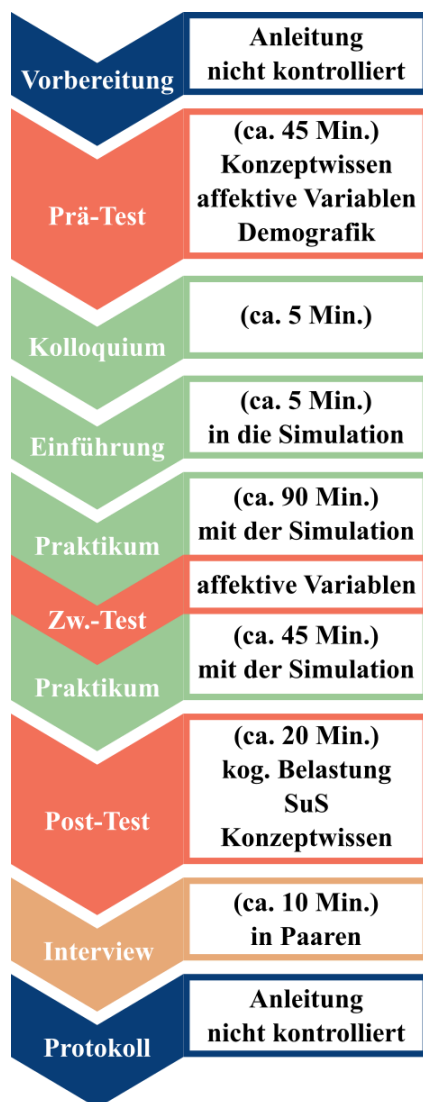 Vorbereitung
Anleitung
nicht kontrolliert
Prä-Test
(ca. 45 Min.)
Konzeptwissen
affektive Variablen
Demografik
Kolloquium
(ca. 5 Min.)
Einführung
(ca. 5 Min.)
in die Simulation
Praktikum
(ca. 90 Min.)
mit der Simulation
Zw.-Test
affektive Variablen
Praktikum
(ca. 45 Min.)
mit der Simulation
Post-Test
(ca. 20 Min.)
kog. Belastung
SuS
Konzeptwissen
Interview
(ca. 10 Min.)
in Paaren
Protokoll
Anleitung
nicht kontrolliert